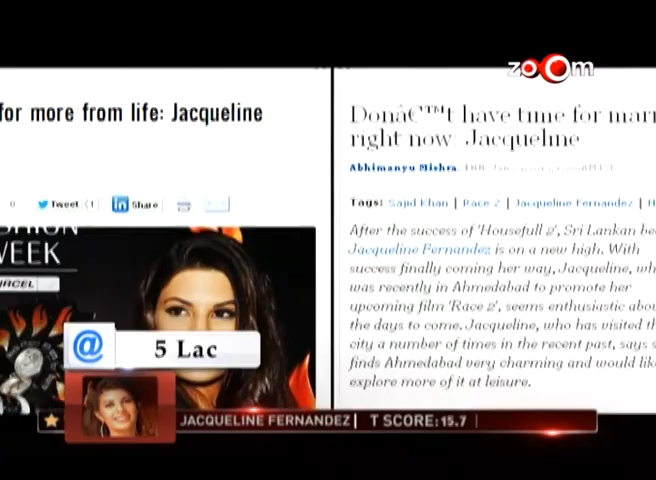 zoom
for more from life: Jacqueline
0
Tweet 1
Share
FASHION
WEEK
AIRCEL
@ 5 Lac
Donâ€™t have time for marr
right now: Jacqueline
Abhimanyu Mishra,
Tags: Sajid Khan | Race 2 | Jacqueline Fernandez | H
After the success of 'Housefull 2', Sri Lankan be
Jacqueline Fernandez is on a new high. With
success finally coming her way, Jacqueline, wh
was recently in Ahmedabad to promote her
upcoming film 'Race 2', seems enthusiastic abou
the days to come. Jacqueline, who has visited th
city a number of times in the recent past, says s
finds Ahmedabad very charming and would like
explore more of it at leisure.
JACQUELINE FERNANDEZ | T SCORE:15.7